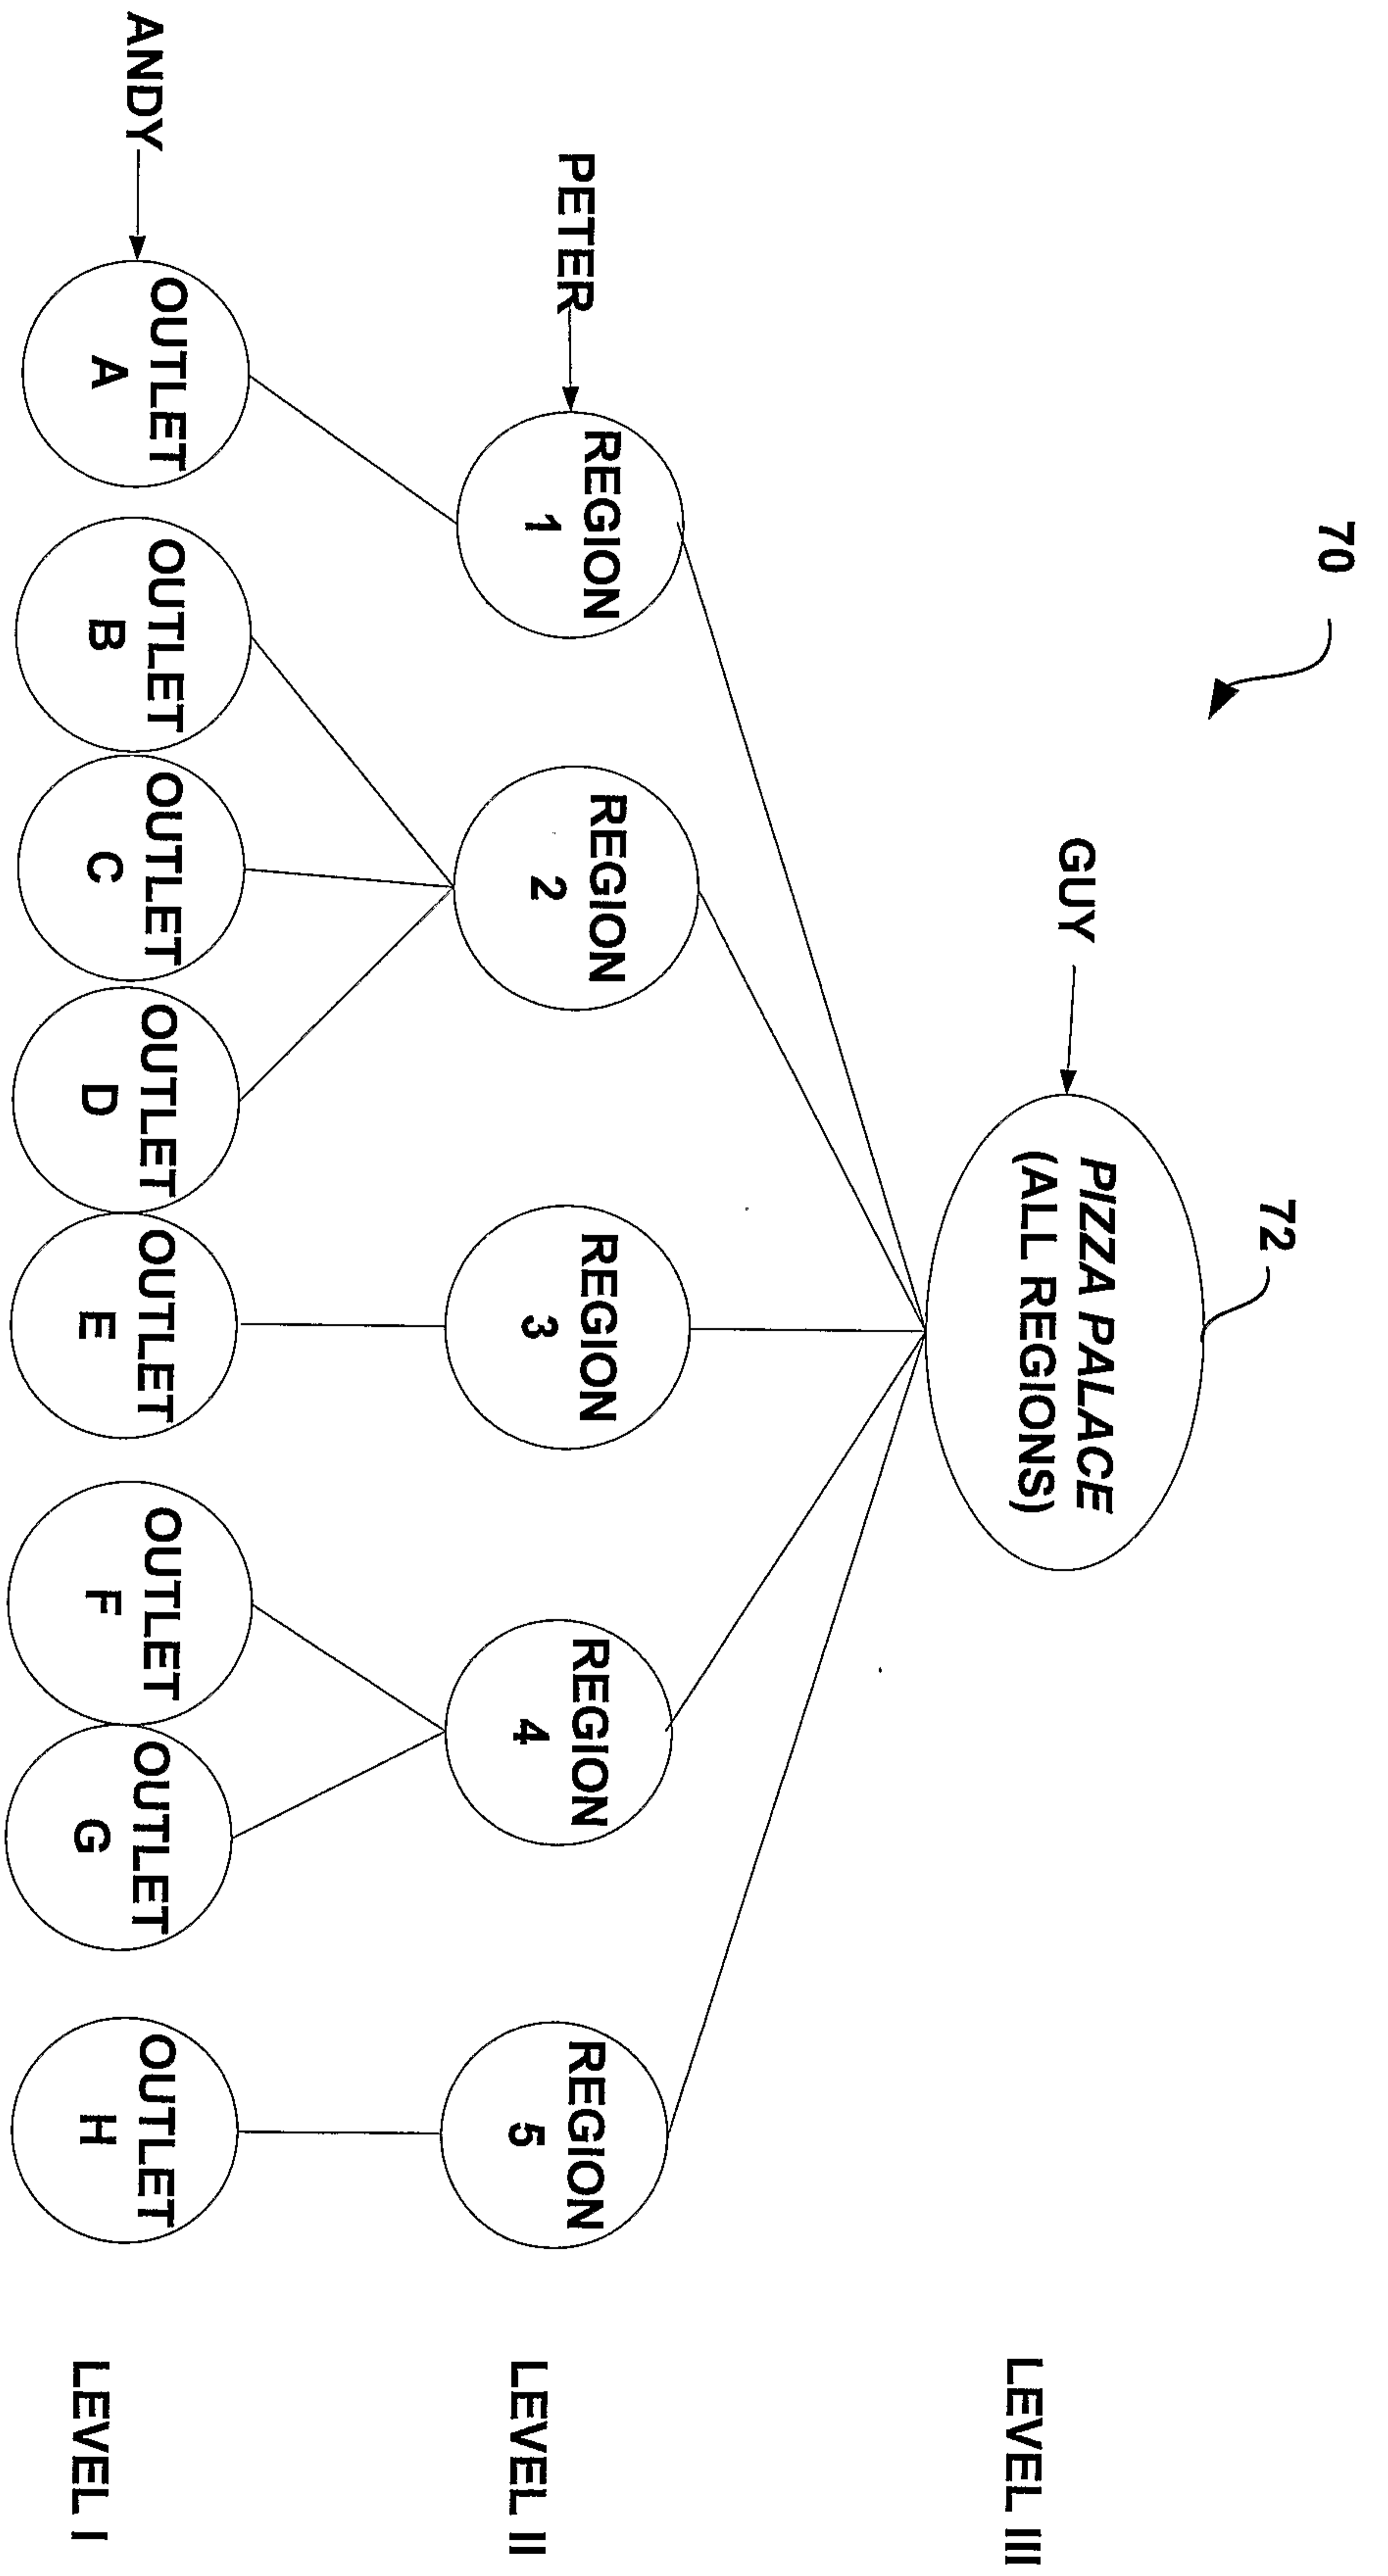 70
72
GUY
PIZZA PALACE
(ALL REGIONS)
LEVEL III
PETER
REGION
1
REGION
2
REGION
3
REGION
4
REGION
5
LEVEL II
ANDY
OUTLET
A
OUTLET
B
OUTLET
C
OUTLET
D
OUTLET
E
OUTLET
F
OUTLET
G
OUTLET
H
LEVEL I